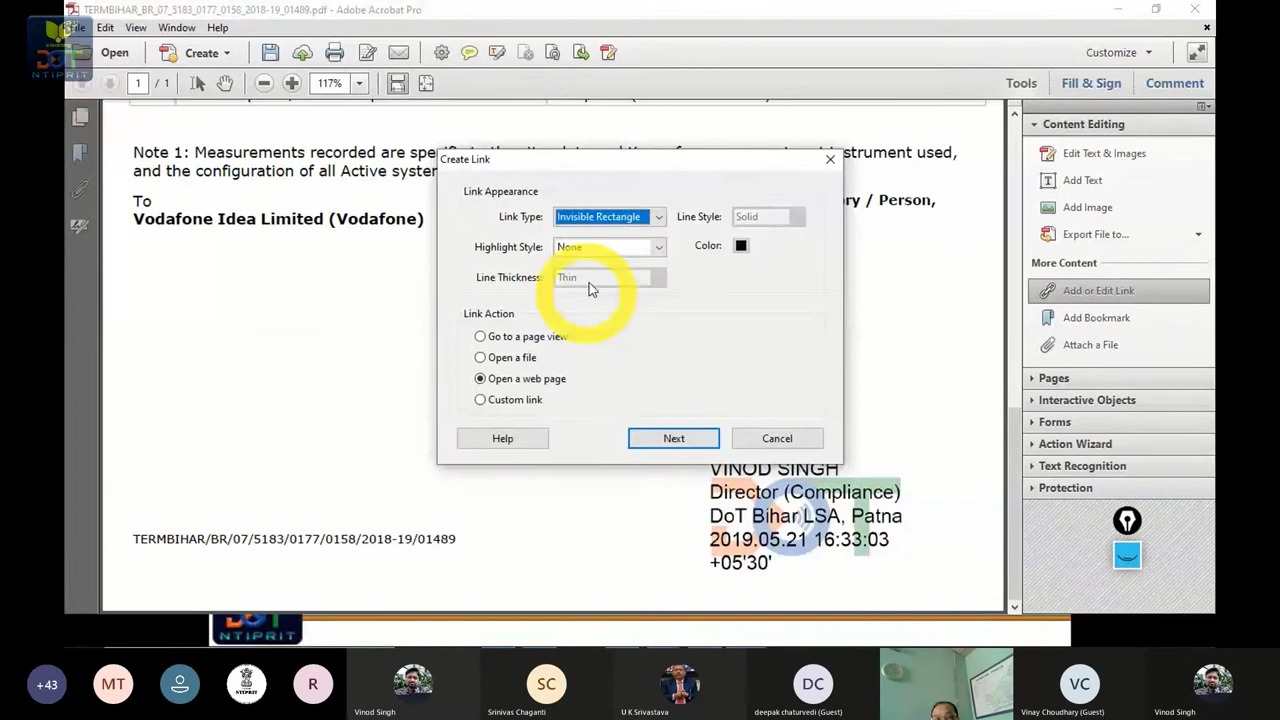 TERMBIHAR_BR_07_5183_0177_0158_2018-19_01489.pdf - Adobe Acrobat Pro
File Edit View Window Help
e learning
DOT
NTIPRIT
Open Create Customize
1 / 1 117% Tools Fill & Sign Comment
Note 1: Measurements recorded are
instrument used,
and the configuration of all Active
To
Vodafone Idea Limited (Vodafone)
/ Person,
Create Link
Link Appearance
Link Type: Invisible Rectangle Line Style: Solid
Highlight Style: None Color:
Line Thickness: Thin
Link Action
Go to a page view
Open a file
Open a web page
Custom link
Help Next Cancel
Content Editing
Edit Text & Images
Add Text
Add Image
Export File to...
More Content
Add or Edit Link
Add Bookmark
Attach a File
Pages
Interactive Objects
Forms
Action Wizard
Text Recognition
Protection
VINOD SINGH
Director (Compliance)
DoT Bihar LSA, Patna
2019.05.21 16:33:03
+05'30'
TERMBIHAR/BR/07/5183/0177/0158/2018-19/01489
DOT
NTIPRIT
+43 MT NTIPRIT R SC DC VC
Vinod Singh Srinivas Chaganti U K Srivastava deepak chaturvedi (Guest) Vinay Choudhary (Guest) Vinod Singh